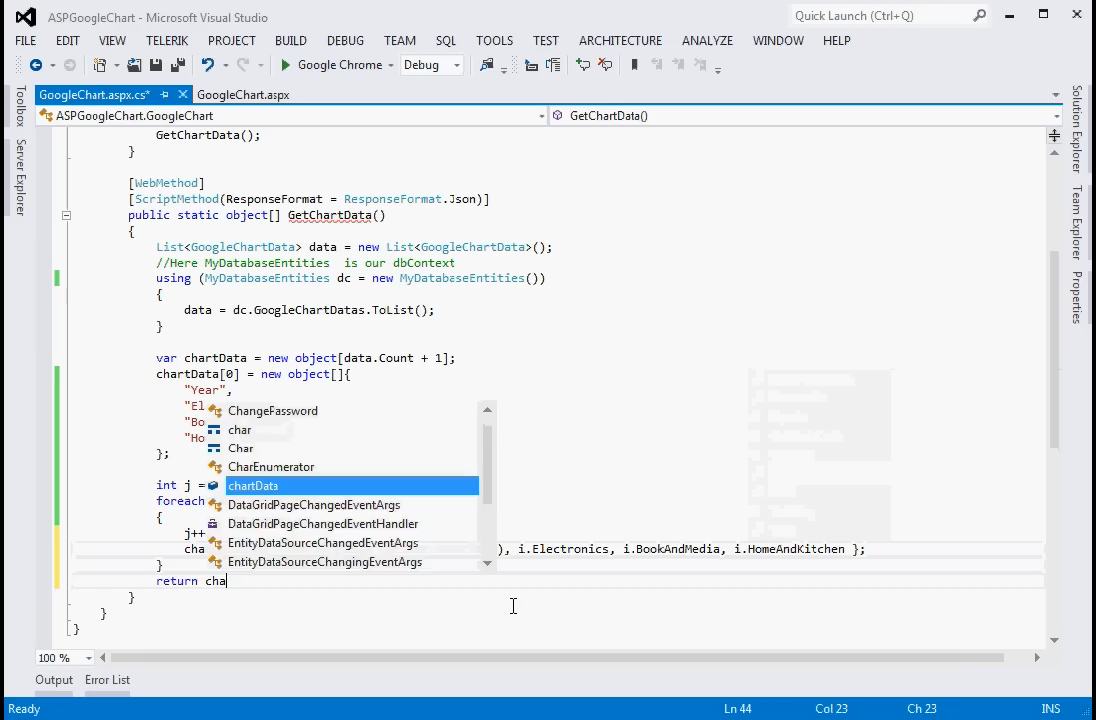 ASPGoogleChart - Microsoft Visual Studio
Quick Launch (Ctrl+Q)
FILE EDIT VIEW TELERIK PROJECT BUILD DEBUG TEAM SQL TOOLS TEST ARCHITECTURE ANALYZE WINDOW HELP
Google Chrome Debug
GoogleChart.aspx.cs* GoogleChart.aspx
ASPGoogleChart.GoogleChart GetChartData()
Toolbox
Server Explorer
Solution Explorer
Team Explorer
Properties
GetChartData();
}
[WebMethod]
[ScriptMethod(ResponseFormat = ResponseFormat.Json)]
public static object[] GetChartData()
{
List<GoogleChartData> data = new List<GoogleChartData>();
//Here MyDatabaseEntities  is our dbContext
using (MyDatabaseEntities dc = new MyDatabaseEntities())
{
data = dc.GoogleChartDatas.ToList();
}
var chartData = new object[data.Count + 1];
chartData[0] = new object[]{
"Year",
"El
"Bo
"Ho
};
int j =
foreach
{
j++
cha ), i.Electronics, i.BookAndMedia, i.HomeAndKitchen };
}
return cha
}
}
}
ChangePassword
char
Char
CharEnumerator
chartData
DataGridPageChangedEventArgs
DataGridPageChangedEventHandler
EntityDataSourceChangedEventArgs
EntityDataSourceChangingEventArgs
100 %
Output Error List
Ready Ln 44 Col 23 Ch 23 INS